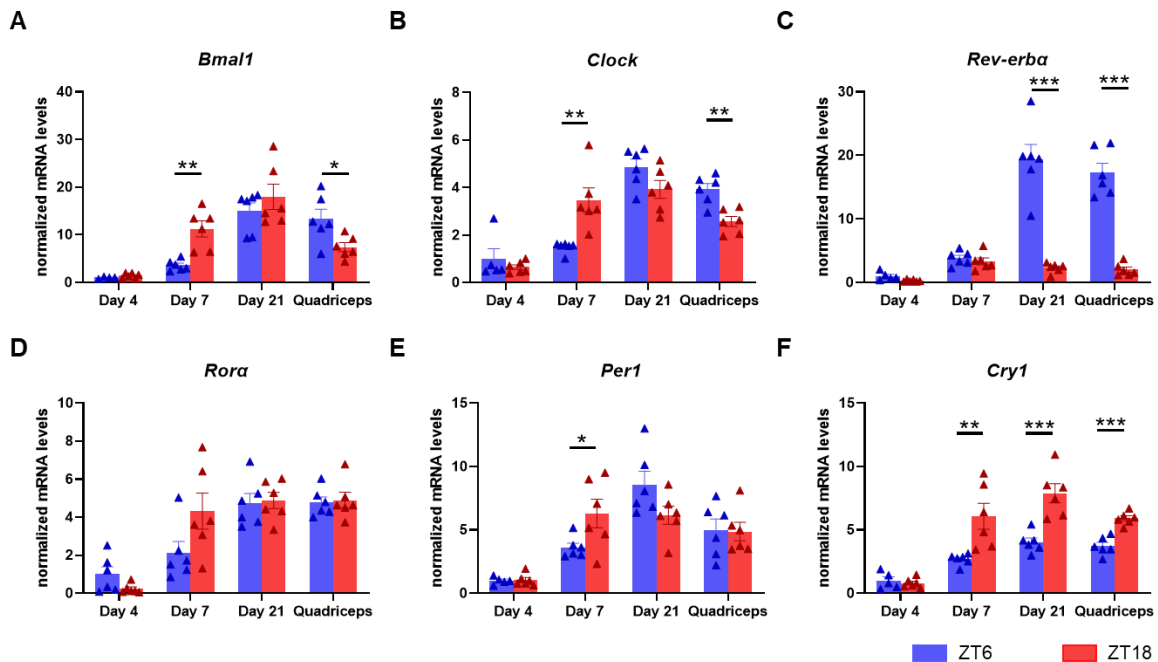 A
Bmal1
normalized mRNA levels
40
30
20
10
0
**
*
Day 4 Day 7 Day 21 Quadriceps
B
Clock
normalized mRNA levels
8
6
4
2
0
**
**
Day 4 Day 7 Day 21 Quadriceps
C
Rev-erbα
normalized mRNA levels
30
20
10
0
***
***
Day 4 Day 7 Day 21 Quadriceps
D
Rorα
normalized mRNA levels
10
8
6
4
2
0
Day 4 Day 7 Day 21 Quadriceps
E
Per1
normalized mRNA levels
15
10
5
0
*
Day 4 Day 7 Day 21 Quadriceps
F
Cry1
normalized mRNA levels
15
10
5
0
**
***
***
Day 4 Day 7 Day 21 Quadriceps
ZT6 ZT18